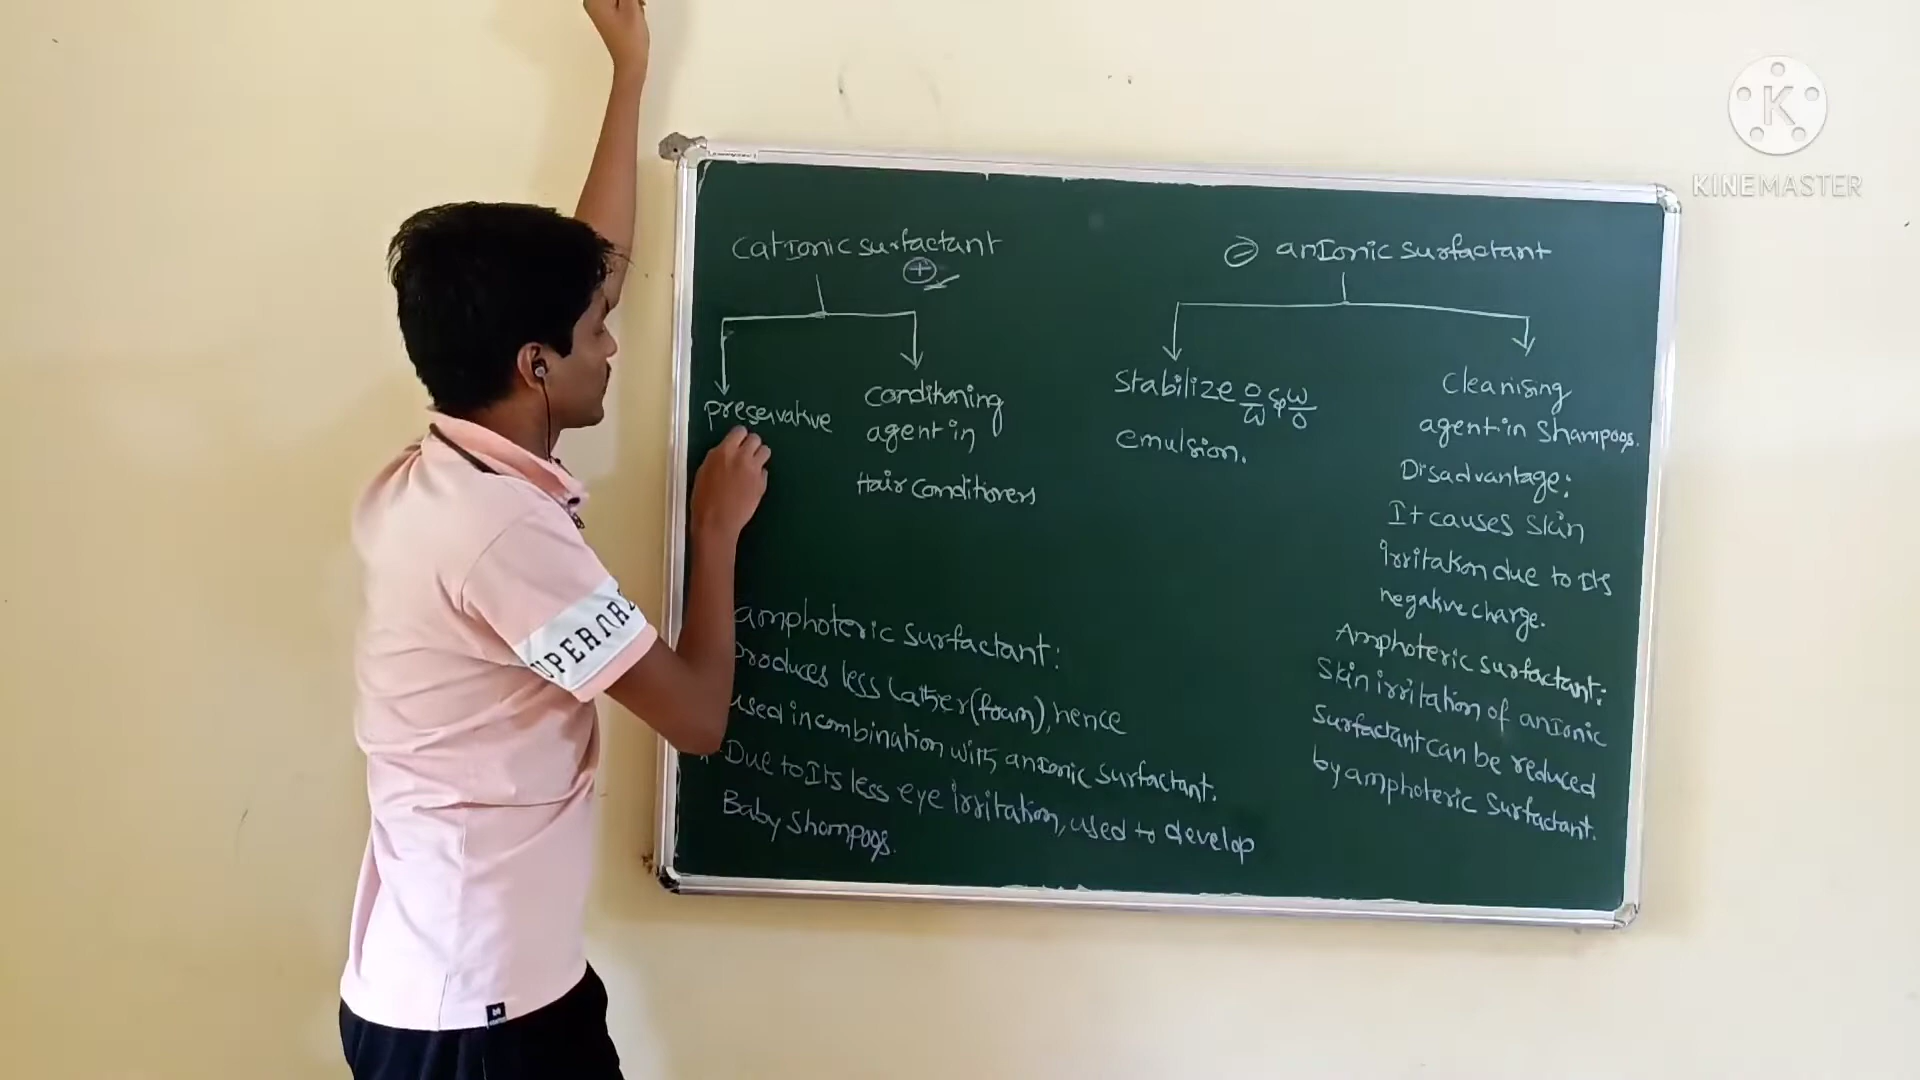 KINEMASTER
K
Cationic surfactant
+
preservative
Conditioning
agent in
Hair Conditioners
⊖ anIonic surfactant
Stabilize O/W & W/O
emulsion.
Cleanising
agent in Shampoos.
Disadvantage:
It causes skin
irritation due to Its
negative charge.
Amphoteric surfactant:
Skin irritation of anIonic
Surfactant can be reduced
by amphoteric Surfactant.
amphoteric Surfactant:
produces less Lather (foam), hence
used in combination with anIonic surfactant.
Due to Its less eye irritation, used to develop
Baby Shampoos.